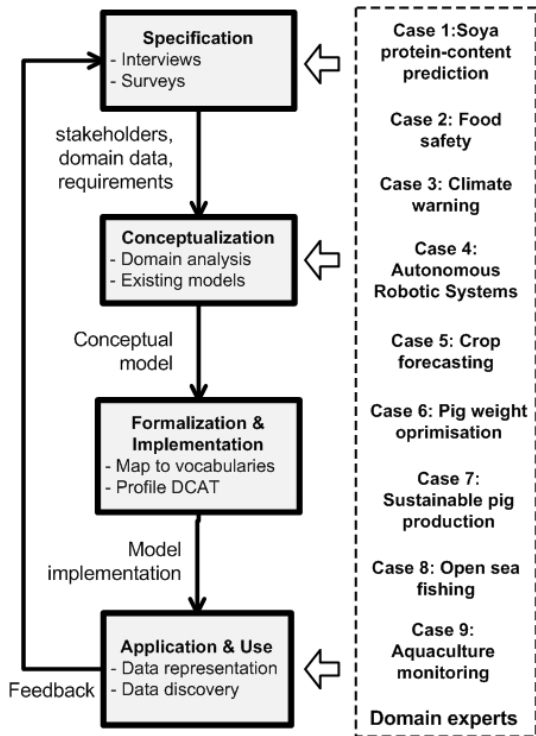 Specification
- Interviews
- Surveys
stakeholders,
domain data,
requirements
Conceptualization
- Domain analysis
- Existing models
Conceptual
model
Formalization &
Implementation
- Map to vocabularies
- Profile DCAT
Model
implementation
Application & Use
- Data representation
- Data discovery
Feedback
Case 1:Soya
protein-content
prediction
Case 2: Food
safety
Case 3: Climate
warning
Case 4:
Autonomous
Robotic Systems
Case 5: Crop
forecasting
Case 6: Pig weight
oprimisation
Case 7:
Sustainable pig
production
Case 8: Open sea
fishing
Case 9:
Aquaculture
monitoring
Domain experts